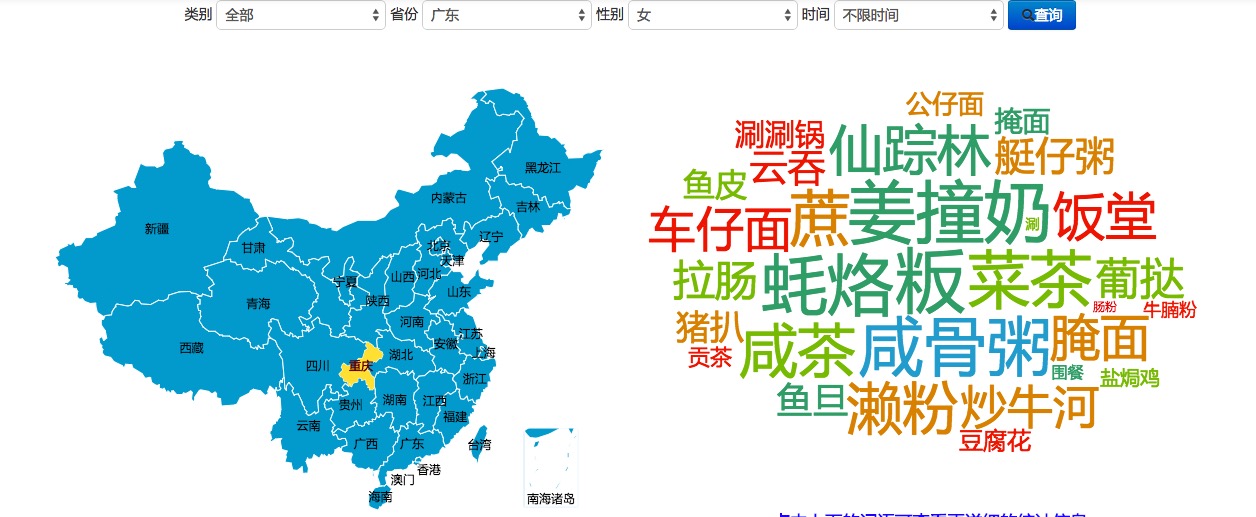 类别 全部 省份 广东 性别 女 时间 不限时间 查询
黑龙江
内蒙古
吉林
新疆
辽宁
甘肃
北京
天津
宁夏
山西
河北
青海
陕西
山东
河南
江苏
西藏
安徽
上海
四川
重庆
湖北
浙江
贵州
湖南
江西
福建
云南
广西
广东
台湾
香港
澳门
海南
南海诸岛
公仔面
掩面
涮涮锅
仙踪林
艇仔粥
云吞
鱼皮
车仔面
蔗
姜撞奶
涮
饭堂
拉肠
蚝烙
粄
菜茶
葡挞
肠粉
牛腩粉
猪扒
贡茶
咸茶
咸骨粥
腌面
围餐
盐焗鸡
鱼旦
濑粉
炒牛河
豆腐花